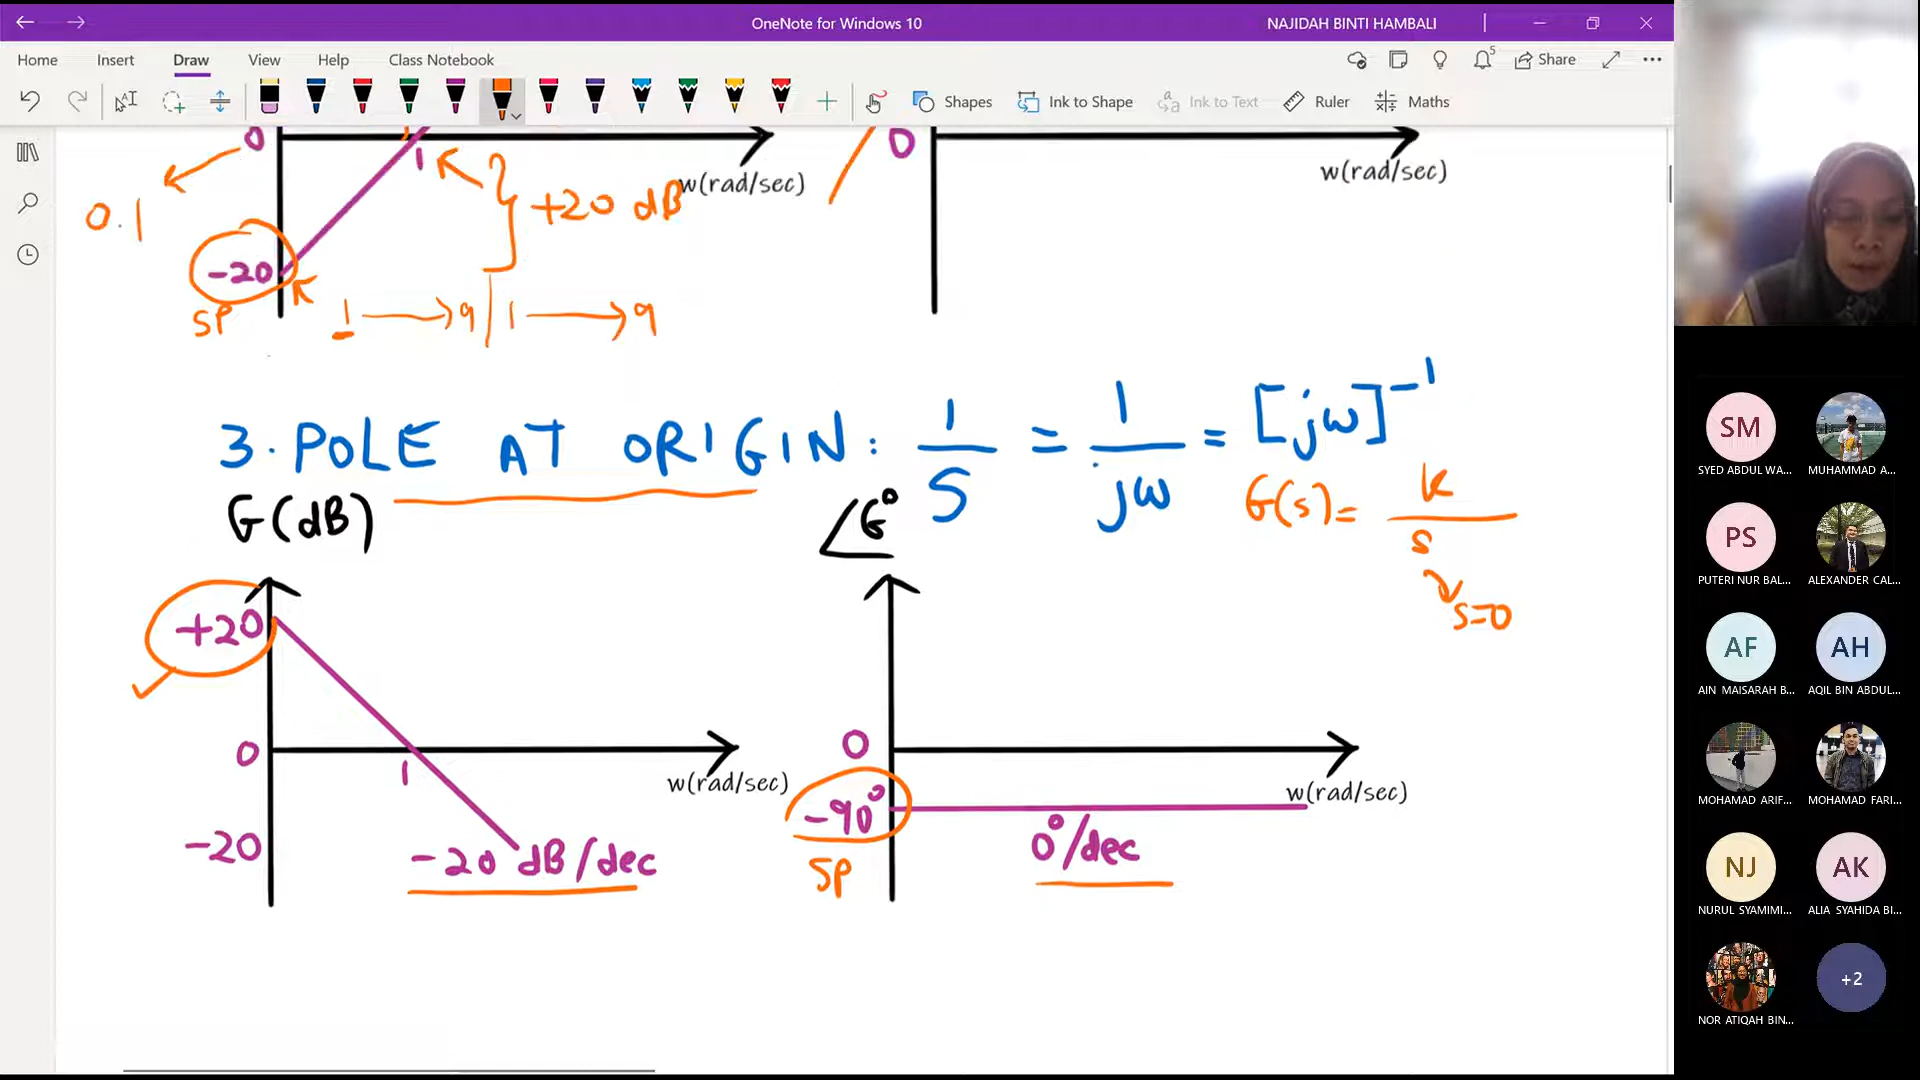 OneNote for Windows 10
NAJIDAH BINTI HAMBALI
Home Insert Draw View Help Class Notebook
5 Share
Shapes Ink to Shape Ink to Text Ruler Maths
0 1 w(rad/sec)
0.1
+20 dB
-20
SP
1 → 9 | 1 → 9
0 w(rad/sec)
3. POLE AT ORIGIN: 1/S = 1/jω = [jω]^-1
G(dB)
∠G°
G(s) = K/s
s=0
+20
0
1
w(rad/sec)
-20
-20 dB/dec
0
w(rad/sec)
-90°
0°/dec
SP
SM
SYED ABDUL WA...
MUHAMMAD A...
PS
PUTERI NUR BAL...
ALEXANDER CAL...
AF
AIN MAISARAH B...
AH
AQIL BIN ABDUL...
MOHAMAD ARIF...
MOHAMAD FARI...
NJ
NURUL SYAMIMI...
AK
ALIA SYAHIDA BI...
NOR ATIQAH BIN...
+2